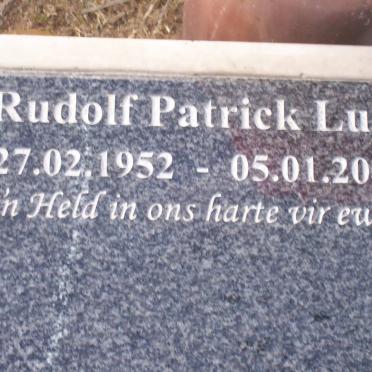 Rudolf Patrick Lu
27.02.1952 - 05.01.20
'n Held in ons harte vir ew